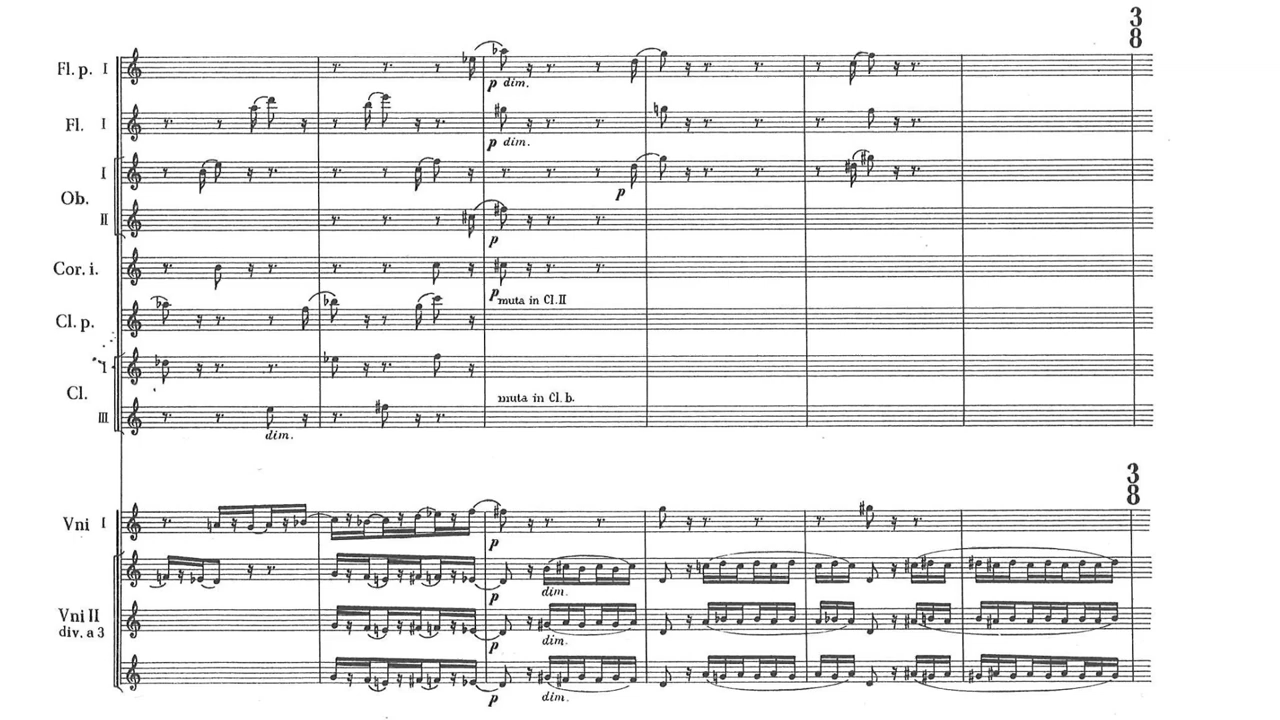 3
8
Fl. p. I
p dim.
Fl. I
p dim.
I
p
Ob.
II
p
Cor. i.
p muta in Cl. II
Cl. p.
I
Cl.
muta in Cl. b.
III
dim.
3
8
Vni I
p
p
dim.
Vni II
div. a 3
p
dim.
p
dim.